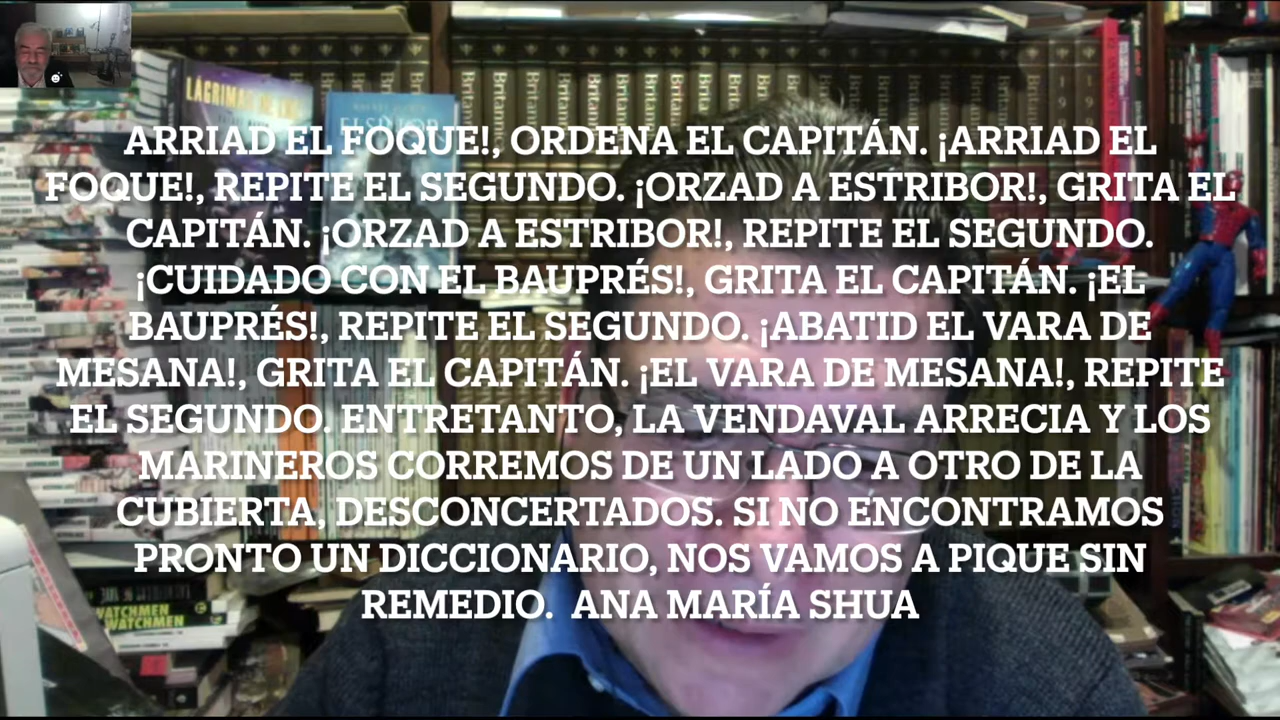 ARRIAD EL FOQUE!, ORDENA EL CAPITÁN. ¡ARRIAD EL
FOQUE!, REPITE EL SEGUNDO. ¡ORZAD A ESTRIBOR!, GRITA EL
CAPITÁN. ¡ORZAD A ESTRIBOR!, REPITE EL SEGUNDO.
¡CUIDADO CON EL BAUPRÉS!, GRITA EL CAPITÁN. ¡EL
BAUPRÉS!, REPITE EL SEGUNDO. ¡ABATID EL VARA DE
MESANA!, GRITA EL CAPITÁN. ¡EL VARA DE MESANA!, REPITE
EL SEGUNDO. ENTRETANTO, LA VENDAVAL ARRECIA Y LOS
MARINEROS CORREMOS DE UN LADO A OTRO DE LA
CUBIERTA, DESCONCERTADOS. SI NO ENCONTRAMOS
PRONTO UN DICCIONARIO, NOS VAMOS A PIQUE SIN
REMEDIO. ANA MARÍA SHUA
WATCHMEN
WATCHMEN